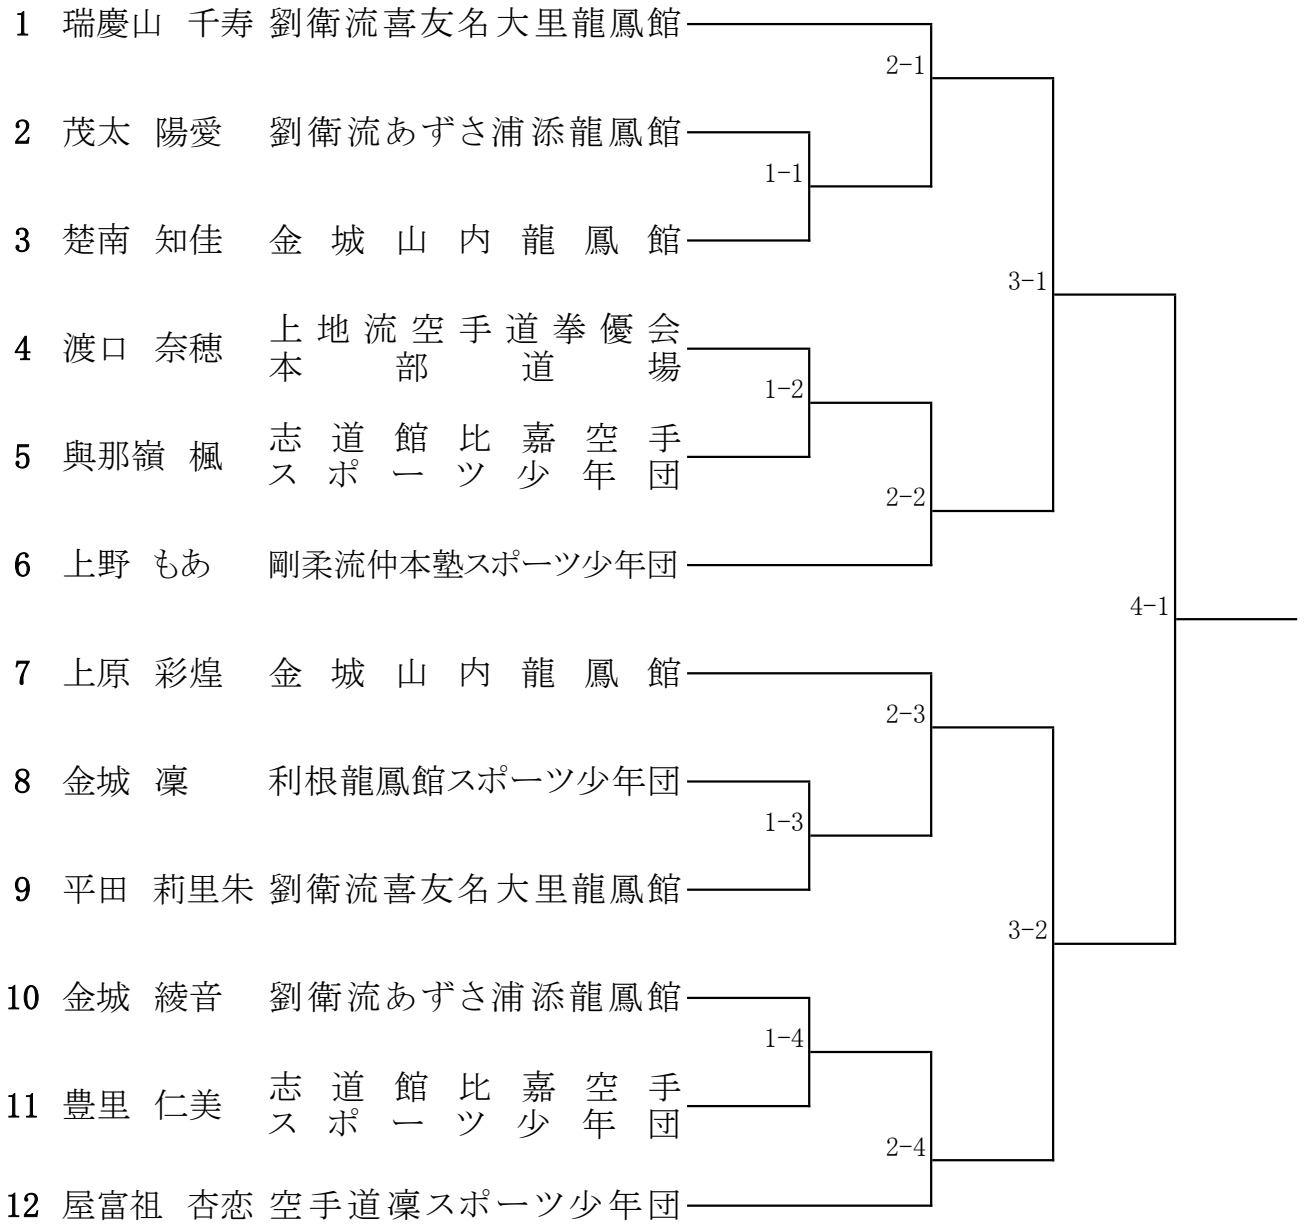 1 瑞慶山 千寿 劉衛流喜友名大里龍鳳館
2-1
2 茂太 陽愛 劉衛流あずさ浦添龍鳳館
1-1
3 楚南 知佳 金城山内龍鳳館
3-1
4 渡口 奈穂 上地流空手道拳優会
本部道場
1-2
5 與那嶺 楓 志道館比嘉空手
スポーツ少年団
2-2
6 上野 もあ 剛柔流仲本塾スポーツ少年団
4-1
7 上原 彩煌 金城山内龍鳳館
2-3
8 金城 凜 利根龍鳳館スポーツ少年団
1-3
9 平田 莉里朱 劉衛流喜友名大里龍鳳館
3-2
10 金城 綾音 劉衛流あずさ浦添龍鳳館
1-4
11 豊里 仁美 志道館比嘉空手
スポーツ少年団
2-4
12 屋富祖 杏恋 空手道凜スポーツ少年団